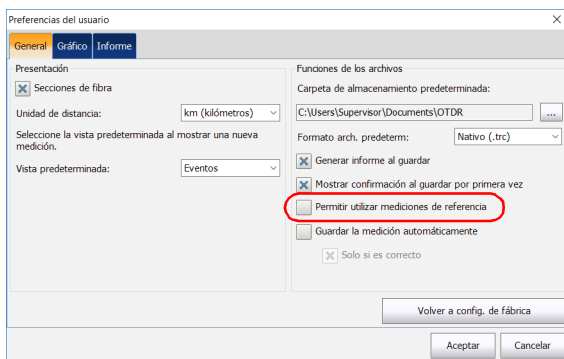 Preferencias del usuario
General Gráfico Informe
Presentación
Secciones de fibra
Unidad de distancia: km (kilómetros)
Seleccione la vista predeterminada al mostrar una nueva
medición.
Vista predeterminada: Eventos
Funciones de los archivos
Carpeta de almacenamiento predeterminada:
C:\Users\Supervisor\Documents\OTDR ...
Formato arch. predeterm: Nativo (.trc)
Generar informe al guardar
Mostrar confirmación al guardar por primera vez
Permitir utilizar mediciones de referencia
Guardar la medición automáticamente
Solo si es correcto
Volver a config. de fábrica
Aceptar Cancelar